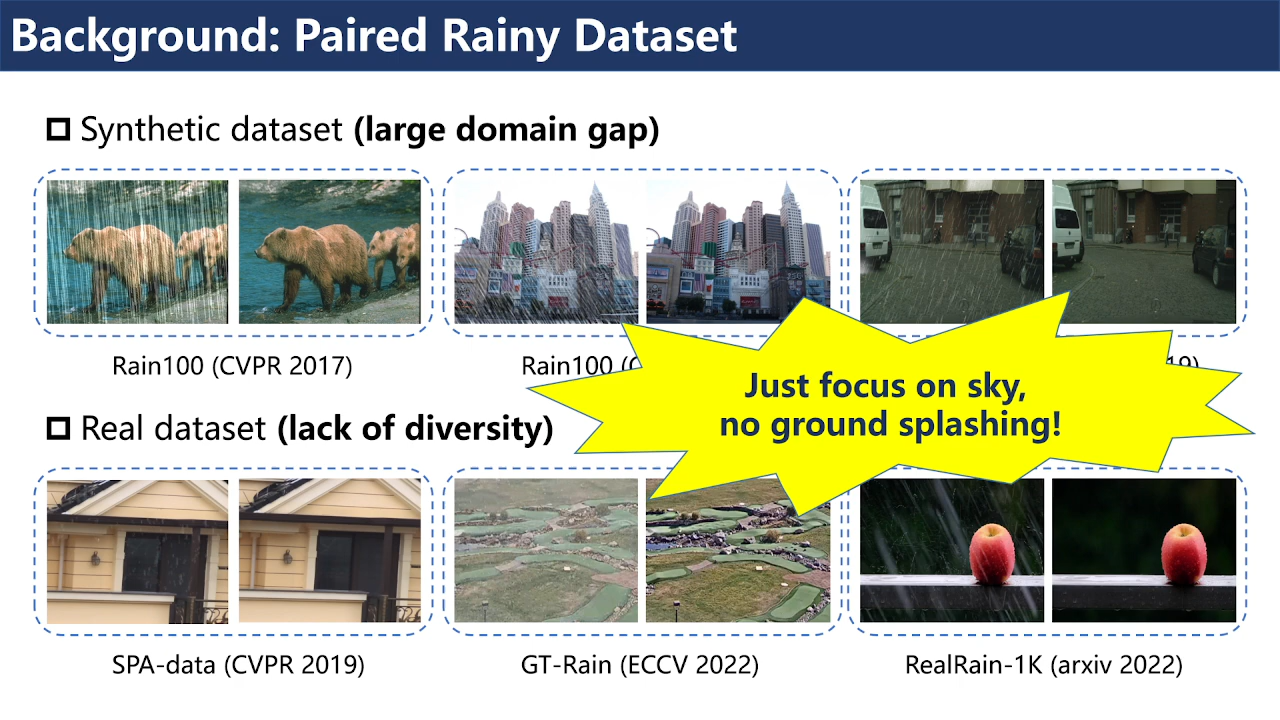 Background: Paired Rainy Dataset
Synthetic dataset (large domain gap)
Rain100 (CVPR 2017)
Rain100 (
19)
Just focus on sky,
no ground splashing!
Real dataset (lack of diversity)
SPA-data (CVPR 2019)
GT-Rain (ECCV 2022)
RealRain-1K (arxiv 2022)